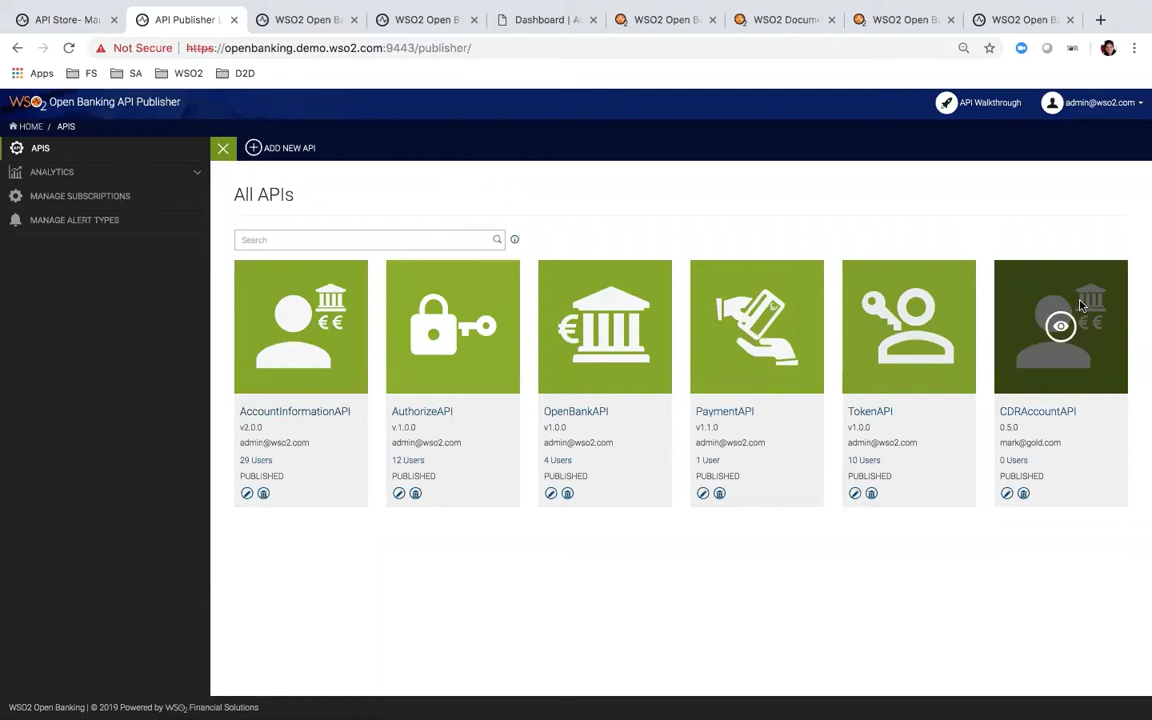 API Store- Ma
API Publisher L
WSO2 Open Ba
WSO2 Open B
Dashboard | A
WSO2 Open B
WSO2 Docume
WSO2 Open Ba
WSO2 Open Ba
Not Secure
https://openbanking.demo.wso2.com:9443/publisher/
Apps
FS
SA
WSO2
D2D
WSO2 Open Banking API Publisher
API Walkthrough
admin@wso2.com
HOME / APIS
APIS
ADD NEW API
ANALYTICS
MANAGE SUBSCRIPTIONS
MANAGE ALERT TYPES
All APIs
Search
AccountInformationAPI
v2.0.0
admin@wso2.com
29 Users
PUBLISHED
AuthorizeAPI
v.1.0.0
admin@wso2.com
12 Users
PUBLISHED
OpenBankAPI
v1.0.0
admin@wso2.com
4 Users
PUBLISHED
PaymentAPI
v1.1.0
admin@wso2.com
1 User
PUBLISHED
TokenAPI
v1.0.0
admin@wso2.com
10 Users
PUBLISHED
CDRAccountAPI
0.5.0
mark@gold.com
0 Users
PUBLISHED
WSO2 Open Banking | © 2019 Powered by WSO2 Financial Solutions